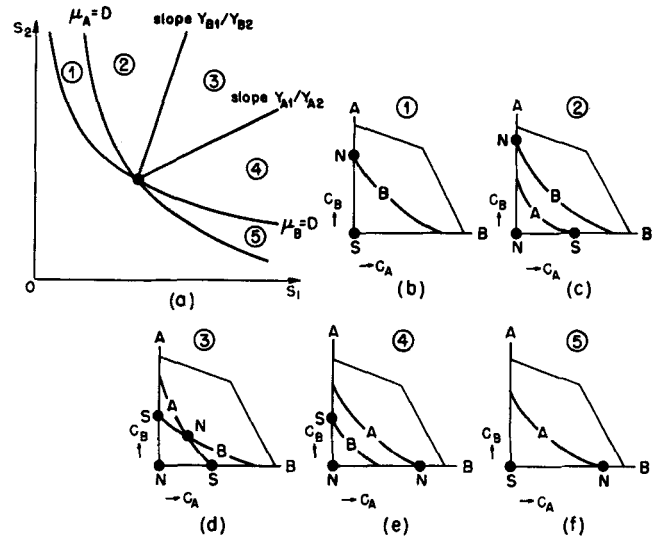 S2
μA=D
slope YB1/YB2
①
②
③
slope YA1/YA2
④
μB=D
⑤
O
S1
(a)
①
A
N
CB
↑
B
S
B
→CA
(b)
②
A
N
CB
↑
B
A
N
S
B
→CA
(c)
③
A
A
S
N
CB
↑
B
N
S
B
→CA
(d)
④
A
S
A
CB
↑
B
N
N
B
→CA
(e)
⑤
A
A
CB
↑
S
N
B
→CA
(f)